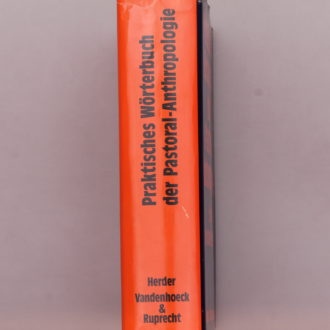 Praktisches Wörterbuch
der Pastoral-Anthropologie
Herder
Vandenhoeck
&
Ruprecht